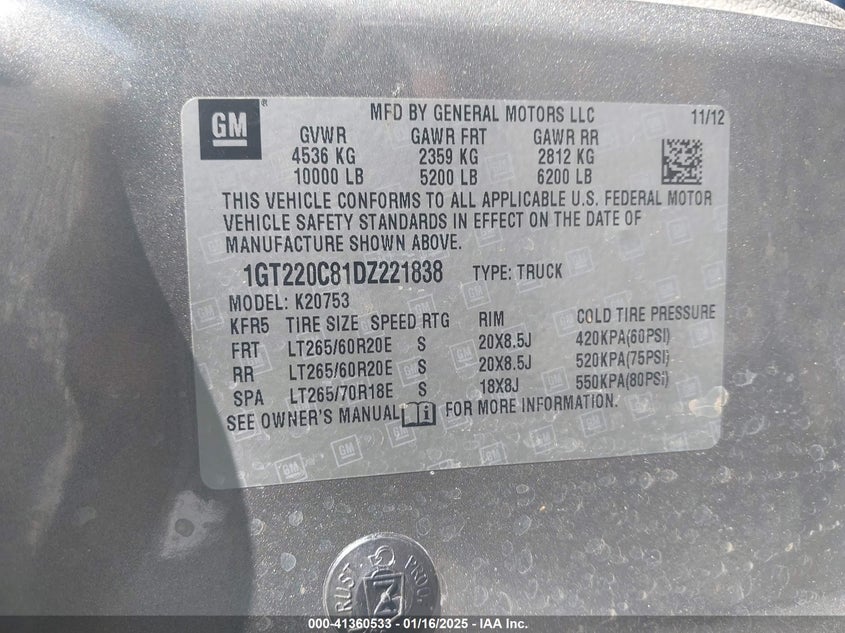 GM
MFD BY GENERAL MOTORS LLC 11/12
GVWR GAWR FRT GAWR RR
4536 KG 2359 KG 2812 KG
10000 LB 5200 LB 6200 LB
THIS VEHICLE CONFORMS TO ALL APPLICABLE U.S. FEDERAL MOTOR
VEHICLE SAFETY STANDARDS IN EFFECT ON THE DATE OF
MANUFACTURE SHOWN ABOVE.
1GT220C81DZ221838 TYPE: TRUCK
MODEL: K20753
KFR5 TIRE SIZE SPEED RTG RIM COLD TIRE PRESSURE
FRT LT265/60R20E S 20X8.5J 420KPA(60PSI)
RR LT265/60R20E S 20X8.5J 520KPA(75PSI)
SPA LT265/70R18E S 18X8J 550KPA(80PSI)
SEE OWNER'S MANUAL FOR MORE INFORMATION.
000-41360533 - 01/16/2025 - IAA Inc.